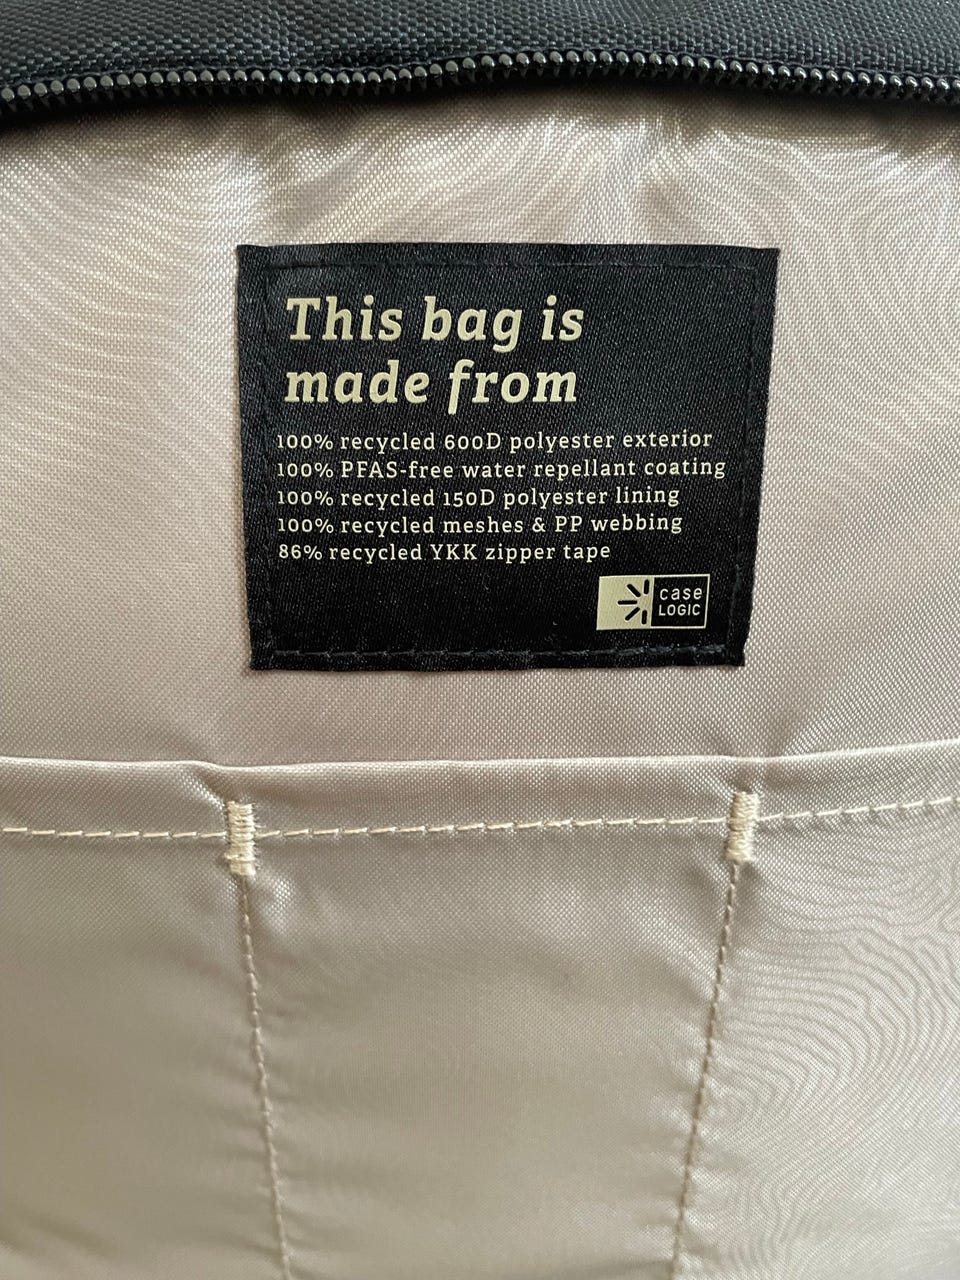 This bag is
made from
100% recycled 600D polyester exterior
100% PFAS-free water repellant coating
100% recycled 150D polyester lining
100% recycled meshes & PP webbing
86% recycled YKK zipper tape
case
LOGIC